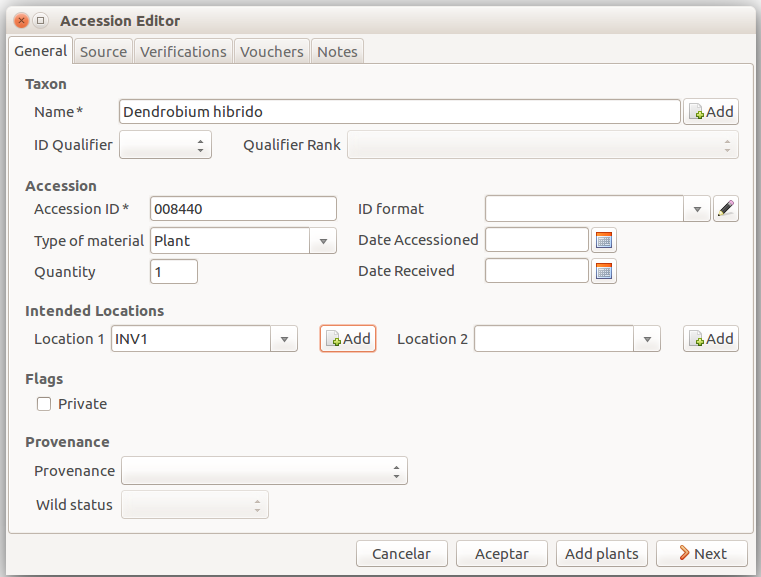 Accession Editor
General Source Verifications Vouchers Notes
Taxon
Name * Dendrobium hibrido Add
ID Qualifier Qualifier Rank
Accession
Accession ID * 008440 ID format
Type of material Plant Date Accessioned
Quantity 1 Date Received
Intended Locations
Location 1 INV1 Add Location 2 Add
Flags
Private
Provenance
Provenance
Wild status
Cancelar Aceptar Add plants Next